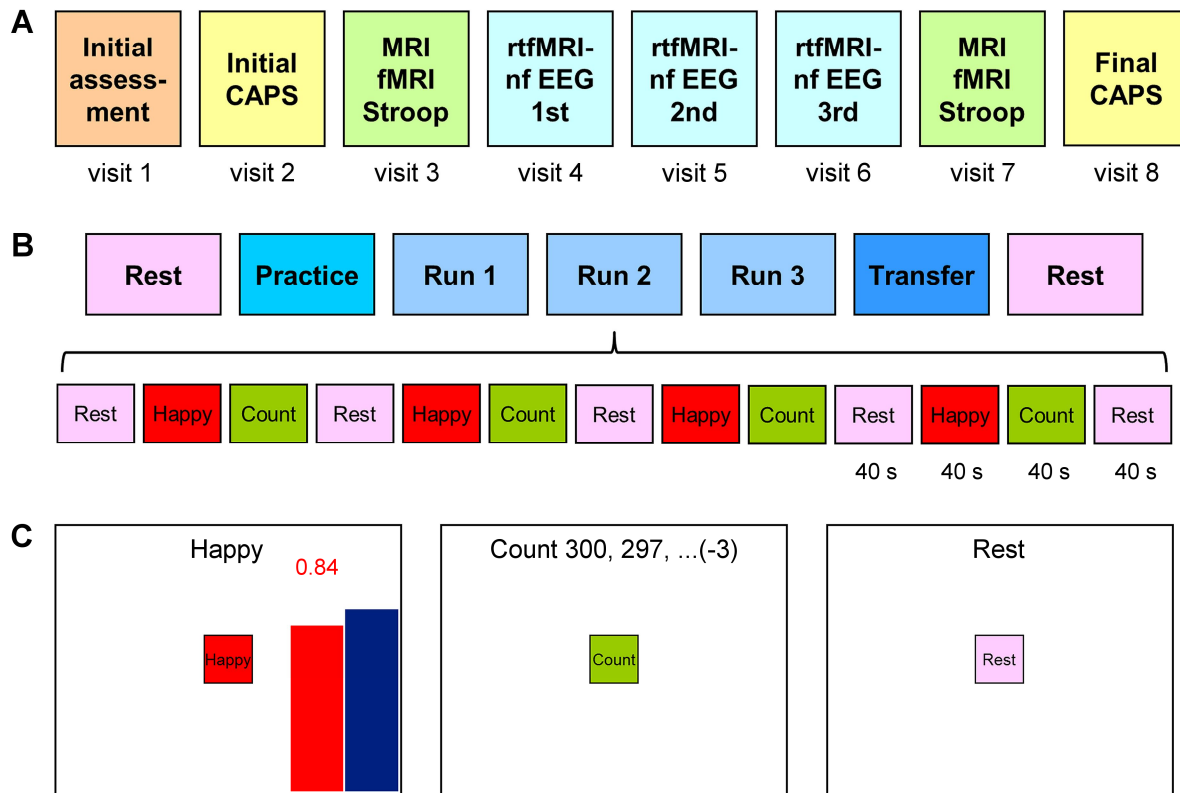 A
Initial
assess-
ment
Initial
CAPS
MRI
fMRI
Stroop
rtfMRI-
nf EEG
1st
rtfMRI-
nf EEG
2nd
rtfMRI-
nf EEG
3rd
MRI
fMRI
Stroop
Final
CAPS
visit 1 visit 2 visit 3 visit 4 visit 5 visit 6 visit 7 visit 8
B
Rest Practice Run 1 Run 2 Run 3 Transfer Rest
Rest Happy Count Rest Happy Count Rest Happy Count Rest Happy Count Rest
40 s 40 s 40 s 40 s
C
Happy
0.84
Happy
Count 300, 297, ...(-3)
Count
Rest
Rest